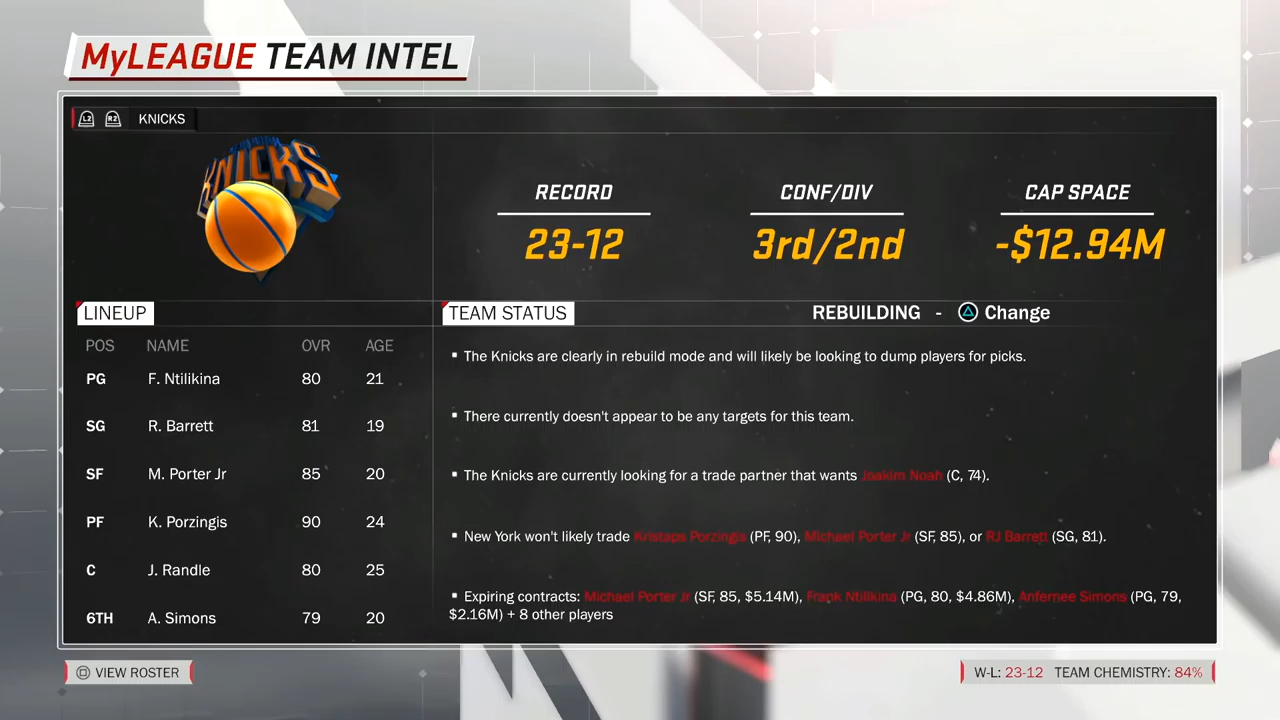 MyLEAGUE TEAM INTEL
L2 R2 KNICKS
KNICKS
RECORD CONF/DIV CAP SPACE
23-12 3rd/2nd -$12.94M
LINEUP
POS NAME OVR AGE
PG F. Ntilikina 80 21
SG R. Barrett 81 19
SF M. Porter Jr 85 20
PF K. Porzingis 90 24
C J. Randle 80 25
6TH A. Simons 79 20
TEAM STATUS REBUILDING - Change
▪ The Knicks are clearly in rebuild mode and will likely be looking to dump players for picks.
▪ There currently doesn't appear to be any targets for this team.
▪ The Knicks are currently looking for a trade partner that wants Joakim Noah (C, 74).
▪ New York won't likely trade Kristaps Porzingis (PF, 90), Michael Porter Jr (SF, 85), or RJ Barrett (SG, 81).
▪ Expiring contracts: Michael Porter Jr (SF, 85, $5.14M), Frank Ntilikina (PG, 80, $4.86M), Anfernee Simons (PG, 79,
$2.16M) + 8 other players
VIEW ROSTER
W-L: 23-12 TEAM CHEMISTRY: 84%